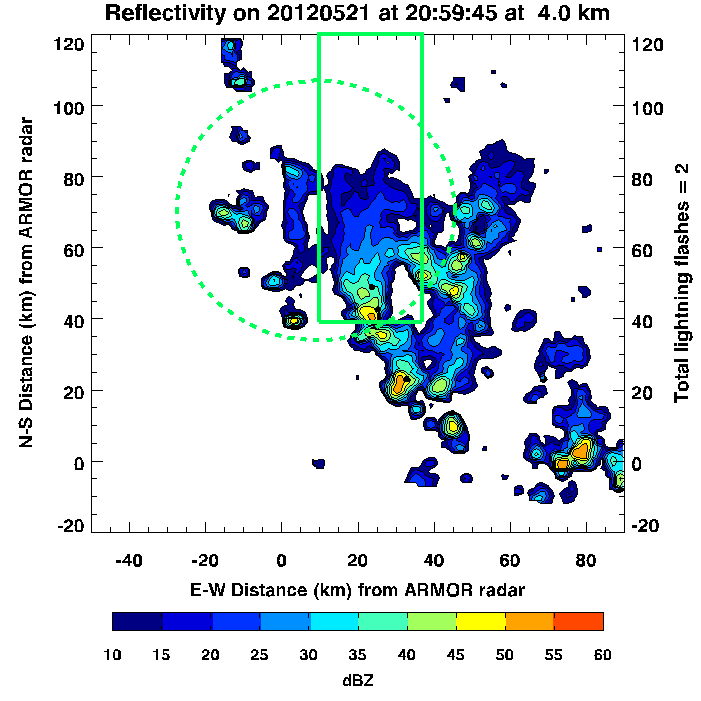 Reflectivity on 20120521 at 20:59:45 at 4.0 km
120 120
100 100
80 80
60 60
40 40
20 20
0 0
-20 -20
N-S Distance (km) from ARMOR radar
Total lightning flashes = 2
-40 -20 0 20 40 60 80
E-W Distance (km) from ARMOR radar
10 15 20 25 30 35 40 45 50 55 60
dBZ